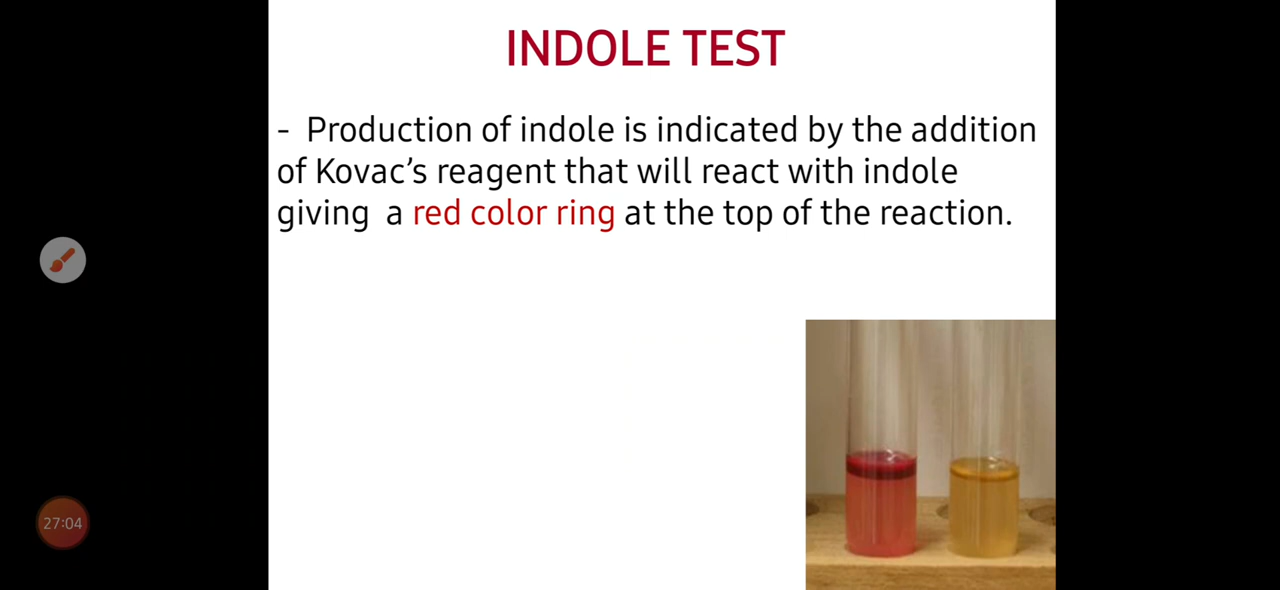 INDOLE TEST
- Production of indole is indicated by the addition
of Kovac’s reagent that will react with indole
giving a red color ring at the top of the reaction.
27:04